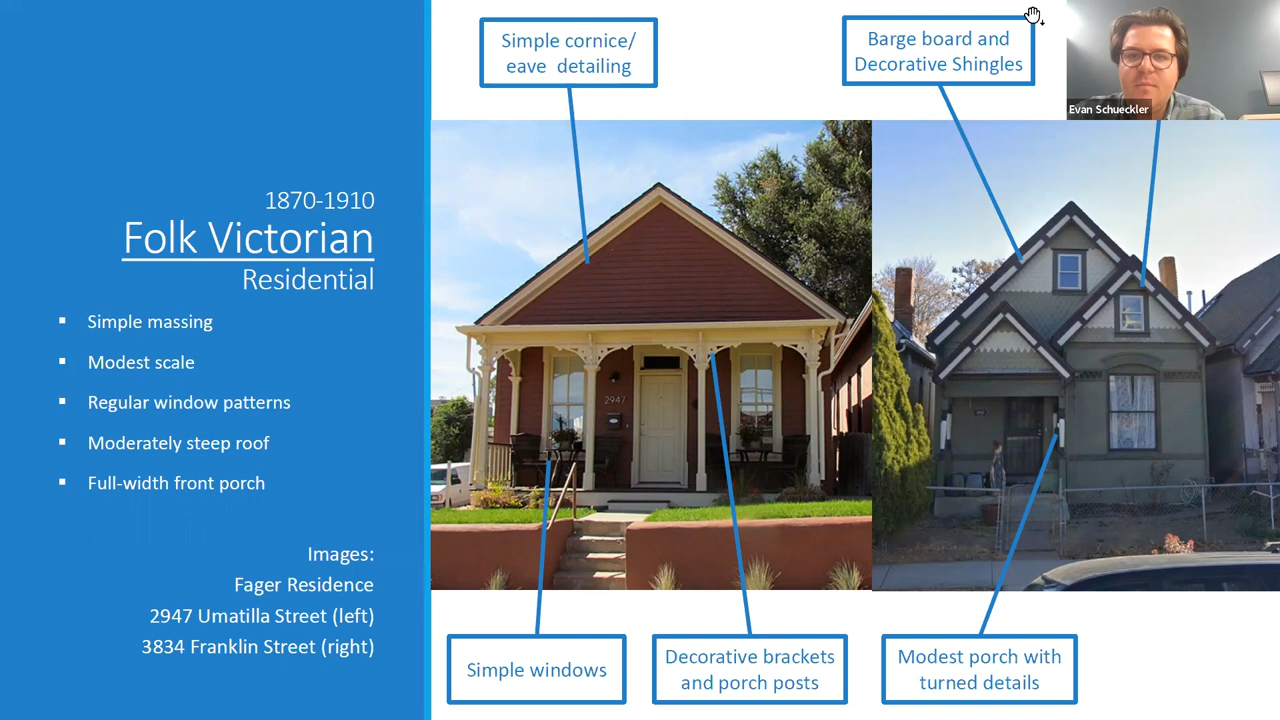 1870-1910
Folk Victorian
Residential
▪ Simple massing
▪ Modest scale
▪ Regular window patterns
▪ Moderately steep roof
▪ Full-width front porch
Images:
Fager Residence
2947 Umatilla Street (left)
3834 Franklin Street (right)
Simple cornice/
eave detailing
Barge board and
Decorative Shingles
Evan Schueckler
2947
Simple windows
Decorative brackets
and porch posts
Modest porch with
turned details